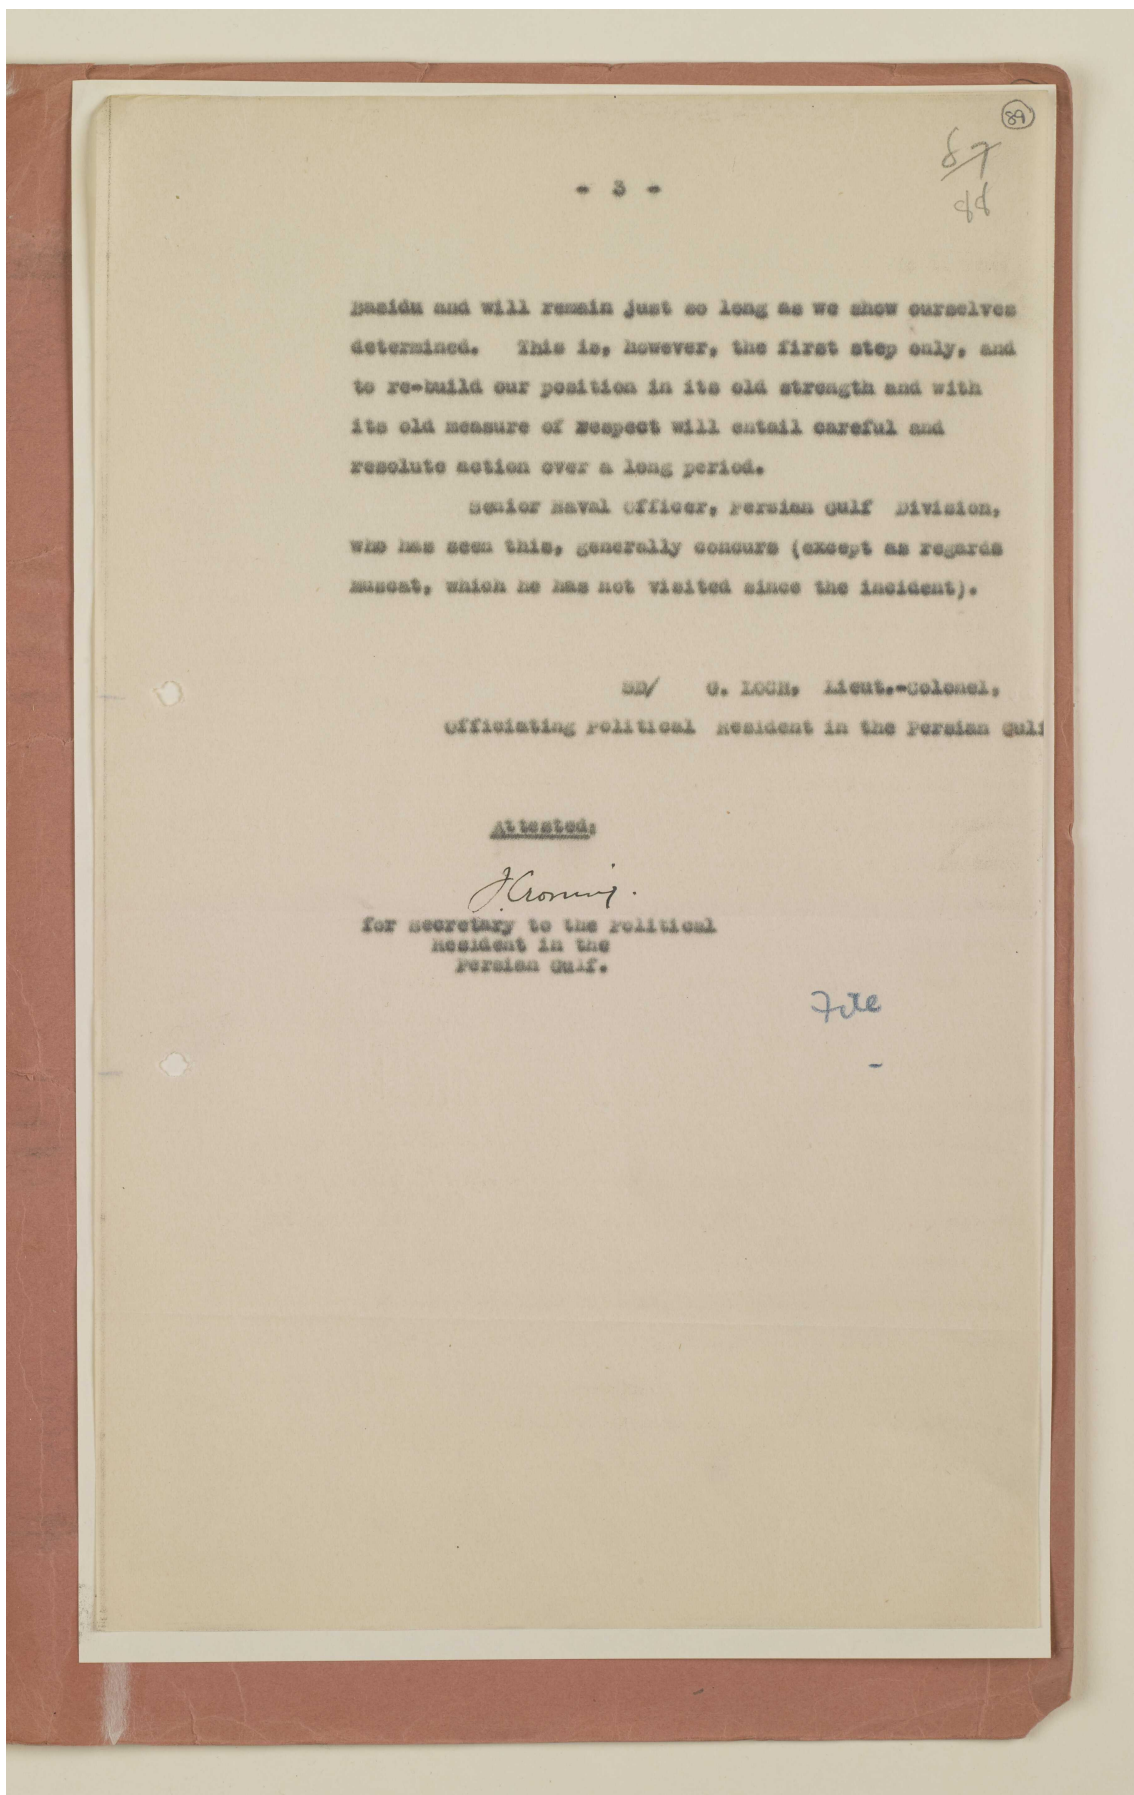 89
87
88
- 3 -
Basidu and will remain just so long as we show ourselves
determined. This is, however, the first step only, and
to re-build our position in its old strength and with
its old measure of respect will entail careful and
resolute action over a long period.
Senior Naval Officer, Persian Gulf Division,
who has seen this, generally concurs (except as regards
Muscat, which he has not visited since the incident).
SD/ G. LOCH, Lieut.-Colonel,
Officiating Political Resident in the Persian Gulf
Attested:
for Secretary to the Political
Resident in the
Persian Gulf.
File